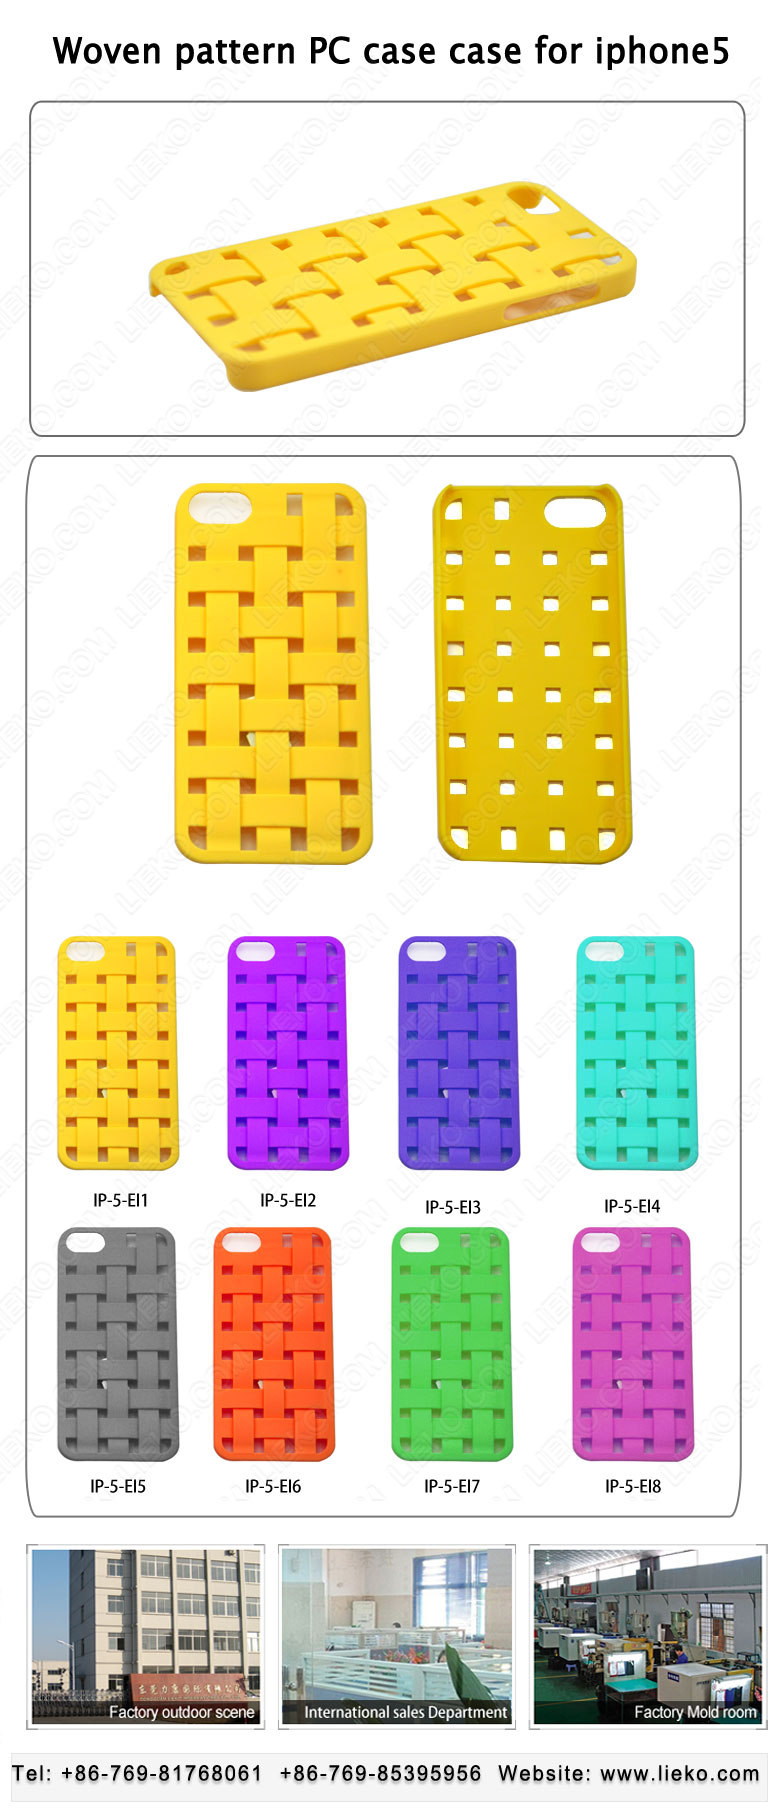 Woven pattern PC case case for iphone5
LIEKO.COM
IP-5-EI1
IP-5-EI2
IP-5-EI3
IP-5-EI4
IP-5-EI5
IP-5-EI6
IP-5-EI7
IP-5-EI8
Factory outdoor scene
International sales Department
Factory Mold room
Tel: +86-769-81768061 +86-769-85395956 Website: www.lieko.com